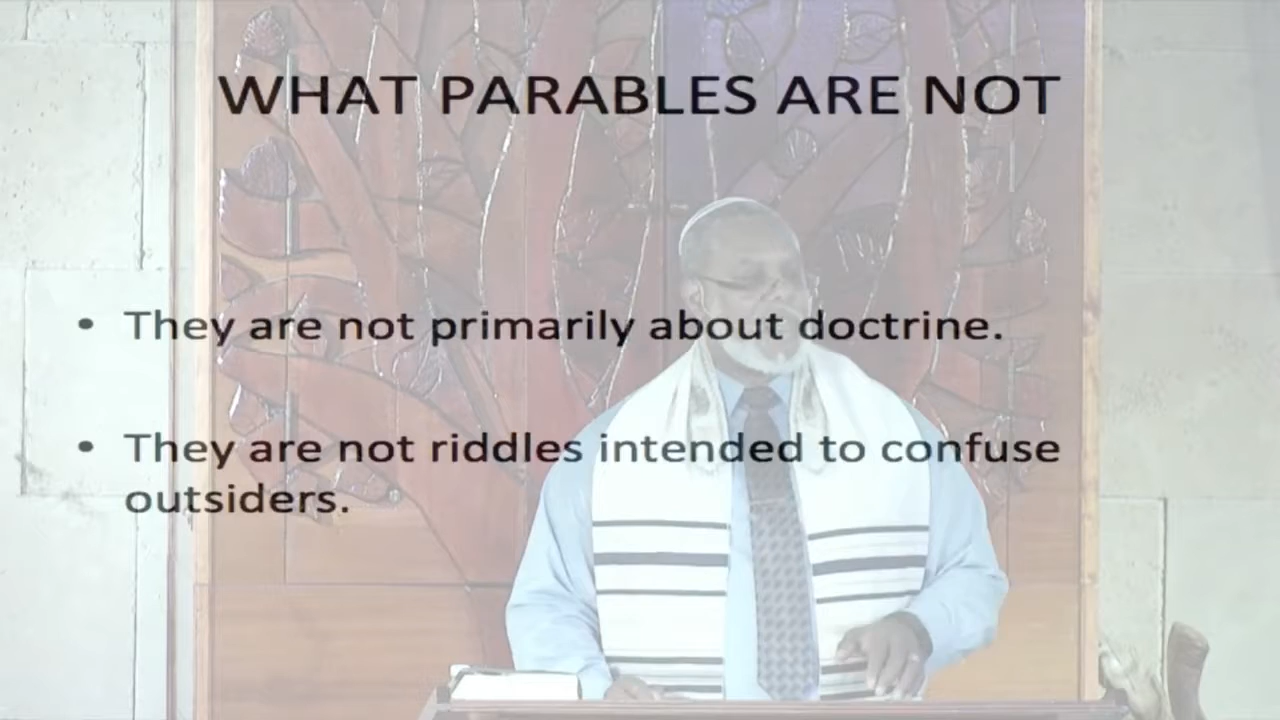 WHAT PARABLES ARE NOT
• They are not primarily about doctrine.
• They are not riddles intended to confuse
outsiders.